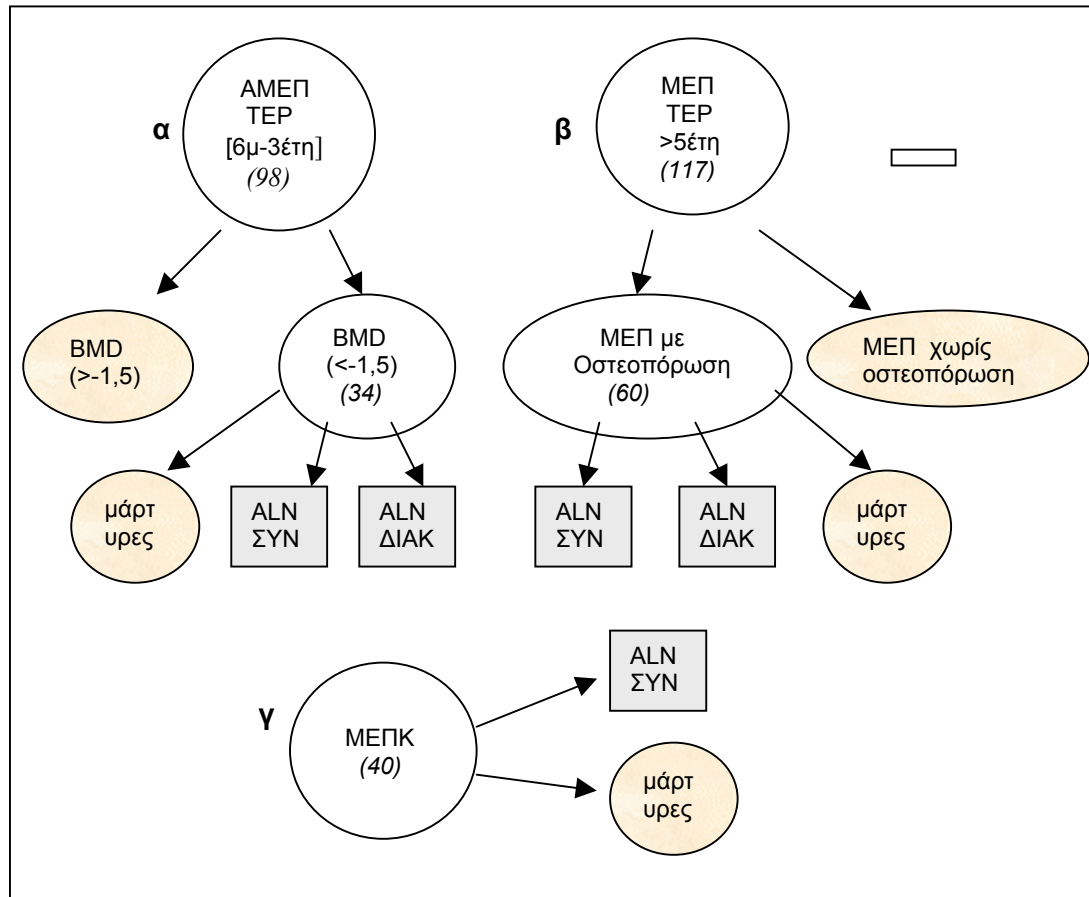 α
ΑΜΕΠ
ΤΕΡ
[6μ-3έτη]
(98)
β
ΜΕΠ
ΤΕΡ
>5έτη
(117)
BMD
(>-1,5)
BMD
(<-1,5)
(34)
ΜΕΠ με
Οστεοπόρωση
(60)
ΜΕΠ χωρίς
οστεοπόρωση
μάρτ
υρες
ALN
ΣΥΝ
ALN
ΔΙΑΚ
ALN
ΣΥΝ
ALN
ΔΙΑΚ
μάρτ
υρες
γ
ΜΕΠΚ
(40)
ALN
ΣΥΝ
μάρτ
υρες